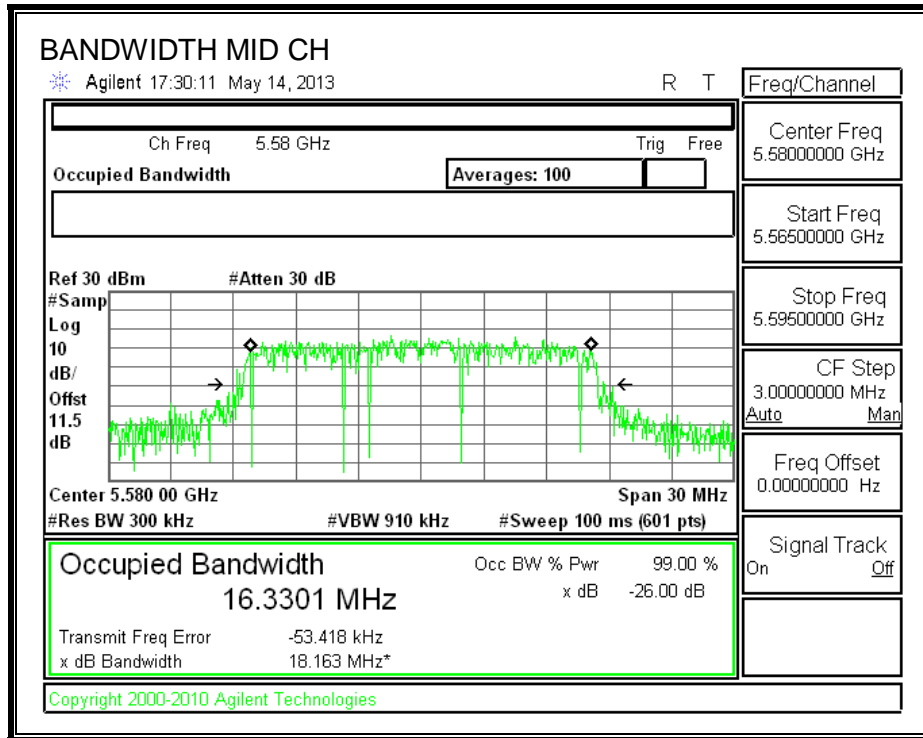 BANDWIDTH MID CH
Agilent 17:30:11 May 14, 2013 R T
Freq/Channel
Ch Freq 5.58 GHz Trig Free
Occupied Bandwidth Averages: 100
Center Freq
5.58000000 GHz
Start Freq
5.56500000 GHz
Stop Freq
5.59500000 GHz
CF Step
3.00000000 MHz
Auto Man
Freq Offset
0.00000000 Hz
Signal Track
On Off
Ref 30 dBm #Atten 30 dB
#Samp
Log
10
dB/
Offst
11.5
dB
Center 5.580 00 GHz Span 30 MHz
#Res BW 300 kHz #VBW 910 kHz #Sweep 100 ms (601 pts)
Occupied Bandwidth Occ BW % Pwr 99.00 %
16.3301 MHz x dB -26.00 dB
Transmit Freq Error -53.418 kHz
x dB Bandwidth 18.163 MHz*
Copyright 2000-2010 Agilent Technologies